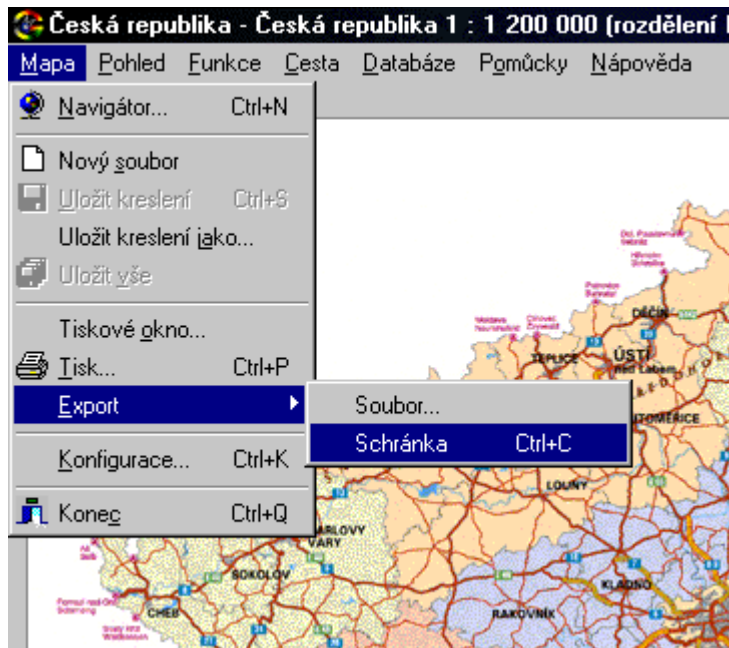 Česká republika - Česká republika 1 : 1 200 000 (rozdělení
Mapa Pohled Funkce Cesta Databáze Pomůcky Nápověda
Navigátor... Ctrl+N
Nový soubor
Uložit kreslení Ctrl+S
Uložit kreslení jako...
Uložit vše
Tiskové okno...
Tisk... Ctrl+P
Export
Soubor...
Schránka Ctrl+C
Konfigurace... Ctrl+K
Konec Ctrl+Q
DĚČÍN
TEPLICE
ÚSTÍ
nad Labem
LOUNY
VARY
SOKOLOV
KLADNO
CHEB
RAKOVNÍK